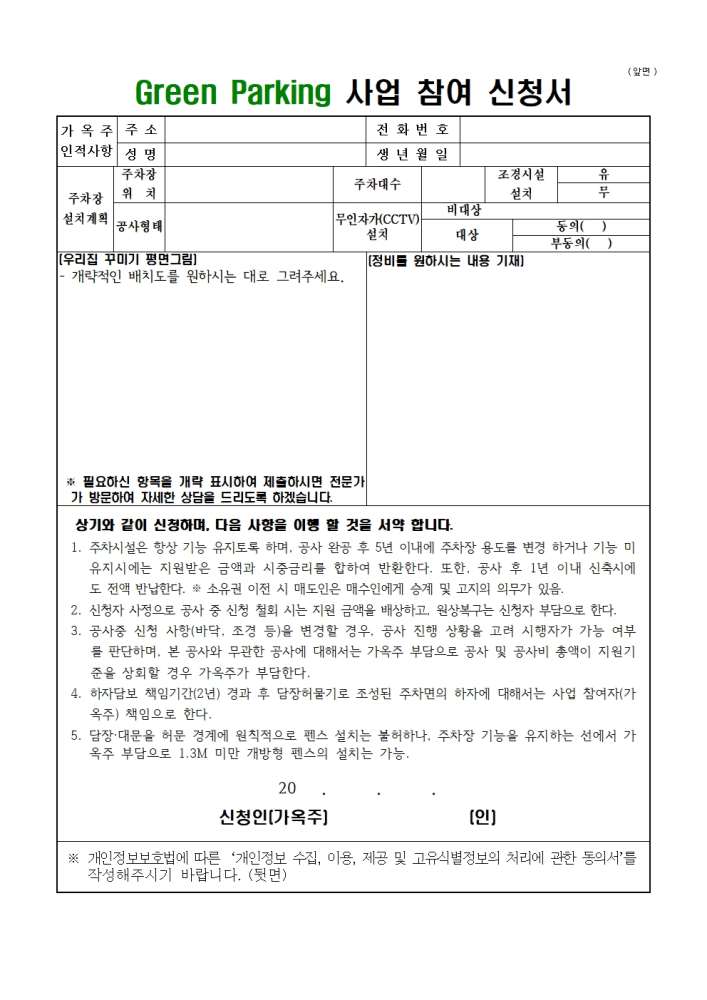 (앞면)
Green Parking 사업 참여 신청서
가 옥 주 주 소 전 화 번 호
인적사항 성 명 생 년 월 일
주차장 설치계획 주차장 위 치 주차대수 조경시설 설치 유
무
공사형태 무인자가(CCTV) 설치 비대상
대상 동의( )
부동의( )
[우리집 꾸미기 평면그림] [정비를 원하시는 내용 기재]
- 개략적인 배치도를 원하시는 대로 그려주세요.
※ 필요하신 항목을 개략 표시하여 제출하시면 전문가
가 방문하여 자세한 상담을 드리도록 하겠습니다.
상기와 같이 신청하며, 다음 사항을 이행 할 것을 서약 합니다.
1. 주차시설은 항상 기능 유지토록 하며, 공사 완공 후 5년 이내에 주차장 용도를 변경 하거나 기능 미
유지시에는 지원받은 금액과 시중금리를 합하여 반환한다. 또한, 공사 후 1년 이내 신축시에
도 전액 반납한다. ※ 소유권 이전 시 매도인은 매수인에게 승계 및 고지의 의무가 있음.
2. 신청자 사정으로 공사 중 신청 철회 시는 지원 금액을 배상하고, 원상복구는 신청자 부담으로 한다.
3. 공사중 신청 사항(바닥, 조경 등)을 변경할 경우, 공사 진행 상황을 고려 시행자가 가능 여부
를 판단하며, 본 공사와 무관한 공사에 대해서는 가옥주 부담으로 공사 및 공사비 총액이 지원기
준을 상회할 경우 가옥주가 부담한다.
4. 하자담보 책임기간(2년) 경과 후 담장허물기로 조성된 주차면의 하자에 대해서는 사업 참여자(가
옥주) 책임으로 한다.
5. 담장·대문을 허문 경계에 원칙적으로 펜스 설치는 불허하나, 주차장 기능을 유지하는 선에서 가
옥주 부담으로 1.3M 미만 개방형 펜스의 설치는 가능.
20 . . .
신청인(가옥주) (인)
※ 개인정보보호법에 따른 '개인정보 수집, 이용, 제공 및 고유식별정보의 처리에 관한 동의서'를
작성해주시기 바랍니다. (뒷면)